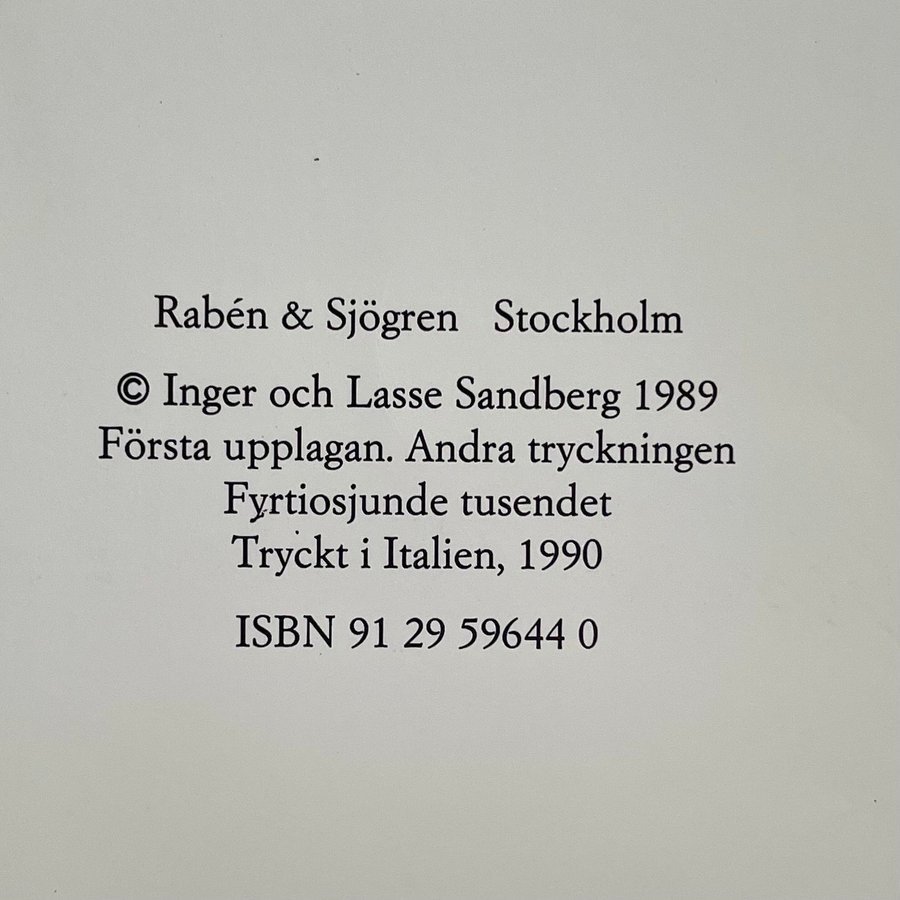 Rabén & Sjögren Stockholm
© Inger och Lasse Sandberg 1989
Första upplagan. Andra tryckningen
Fyrtiosjunde tusendet
Tryckt i Italien, 1990
ISBN 91 29 59644 0